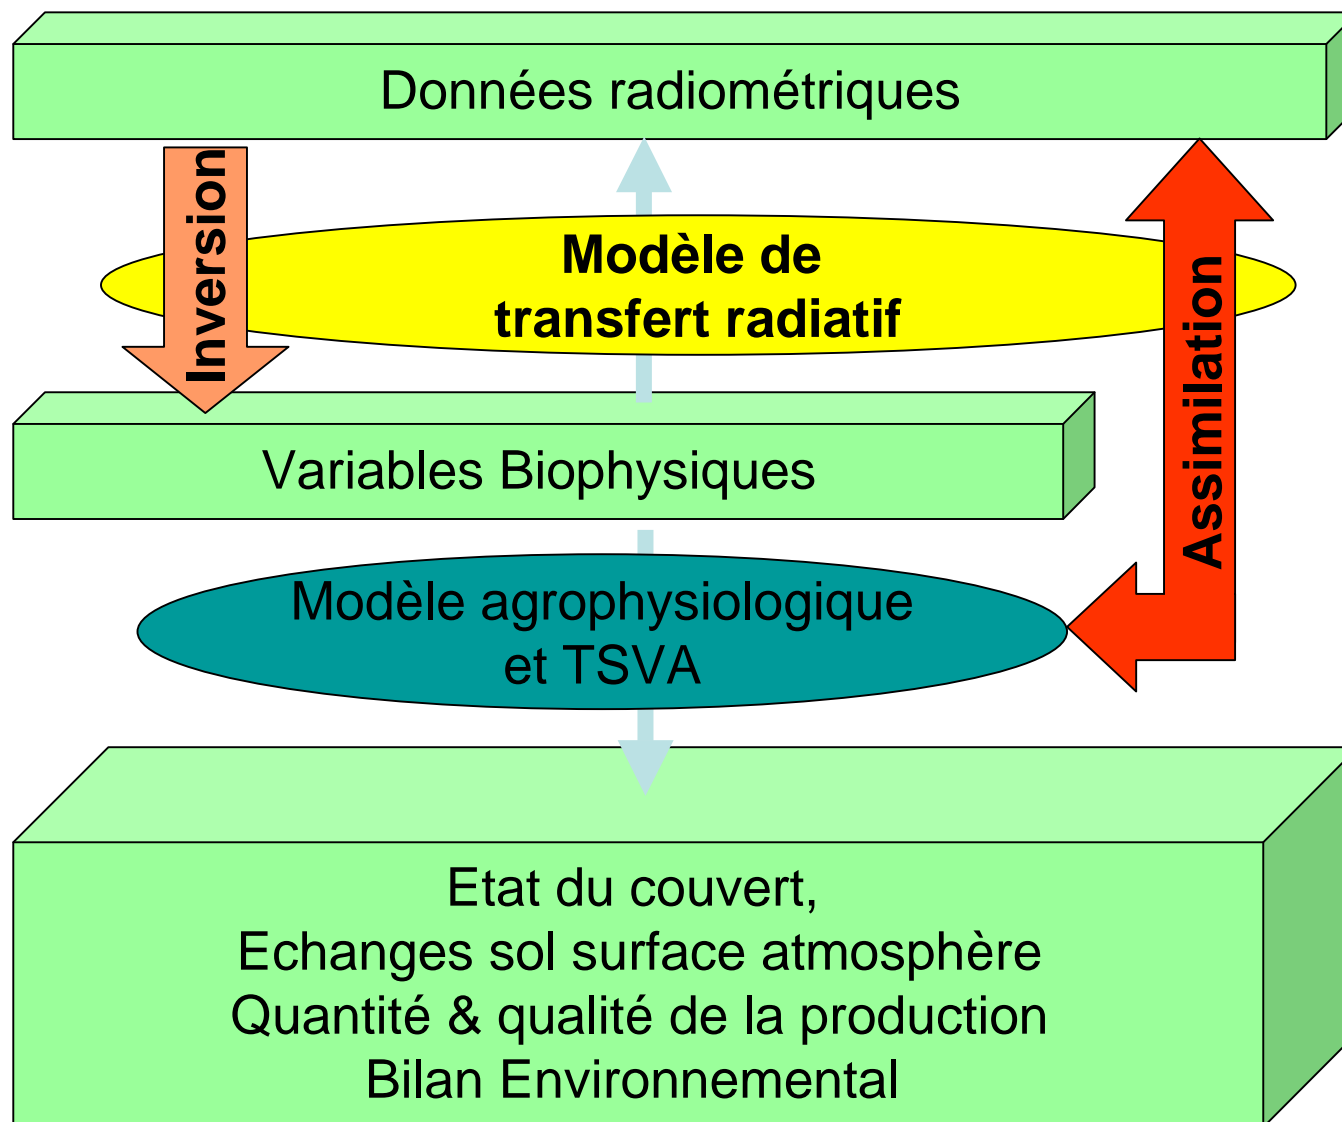 Données radiométriques
Inversion
Modèle de
transfert radiatif
Assimilation
Variables Biophysiques
Modèle agrophysiologique
et TSVA
Etat du couvert,
Echanges sol surface atmosphère
Quantité & qualité de la production
Bilan Environnemental